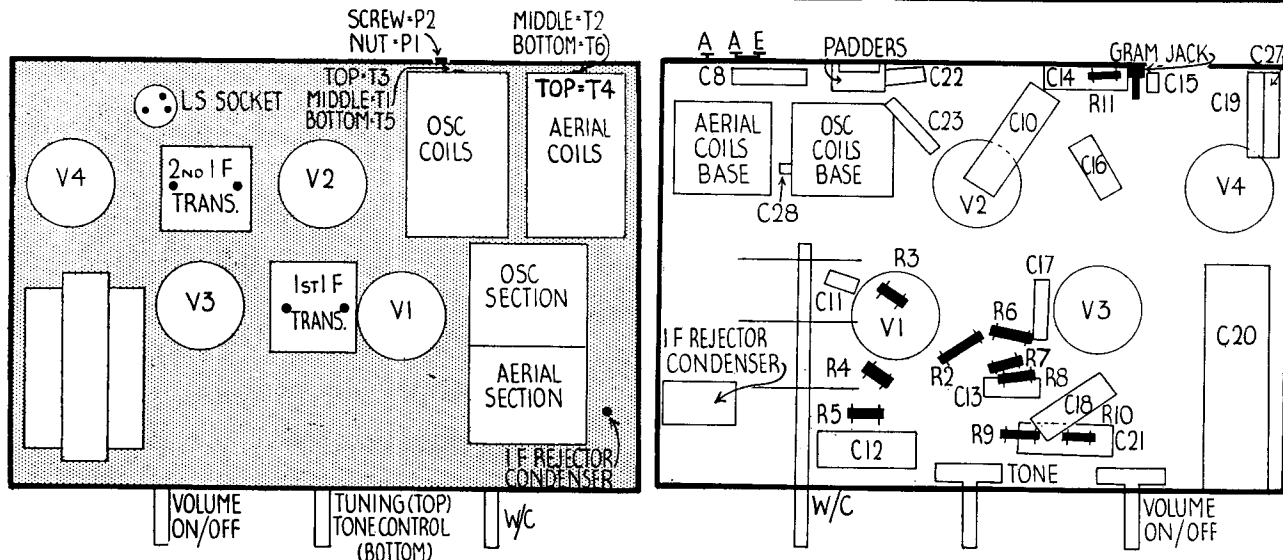 SCREW=P2
NUT=P1
MIDDLE=T2
BOTTOM=T6
TOP=T3
MIDDLE=T1
BOTTOM=T5
TOP=T4
LS SOCKET
OSC
COILS
AERIAL
COILS
V4
2ND I F
TRANS.
V2
V3
1ST I F
TRANS.
V1
OSC
SECTION
AERIAL
SECTION
I F REJECTOR
CONDENSER
VOLUME
ON/OFF
TUNING (TOP)
TONE CONTROL
(BOTTOM)
W/C
A A E
PADDERS
GRAM JACK
C27
C8
C22
C14
R11
C15
C19
AERIAL
COILS
BASE
OSC
COILS
BASE
C23
C10
C16
C28
V2
V4
R3
C11
V1
C17
R6
V3
I F REJECTOR
CONDENSER
R4
R2
R7
R8
C13
C20
R5
C18
R10
R9
C21
C12
TONE
W/C
VOLUME
ON/OFF